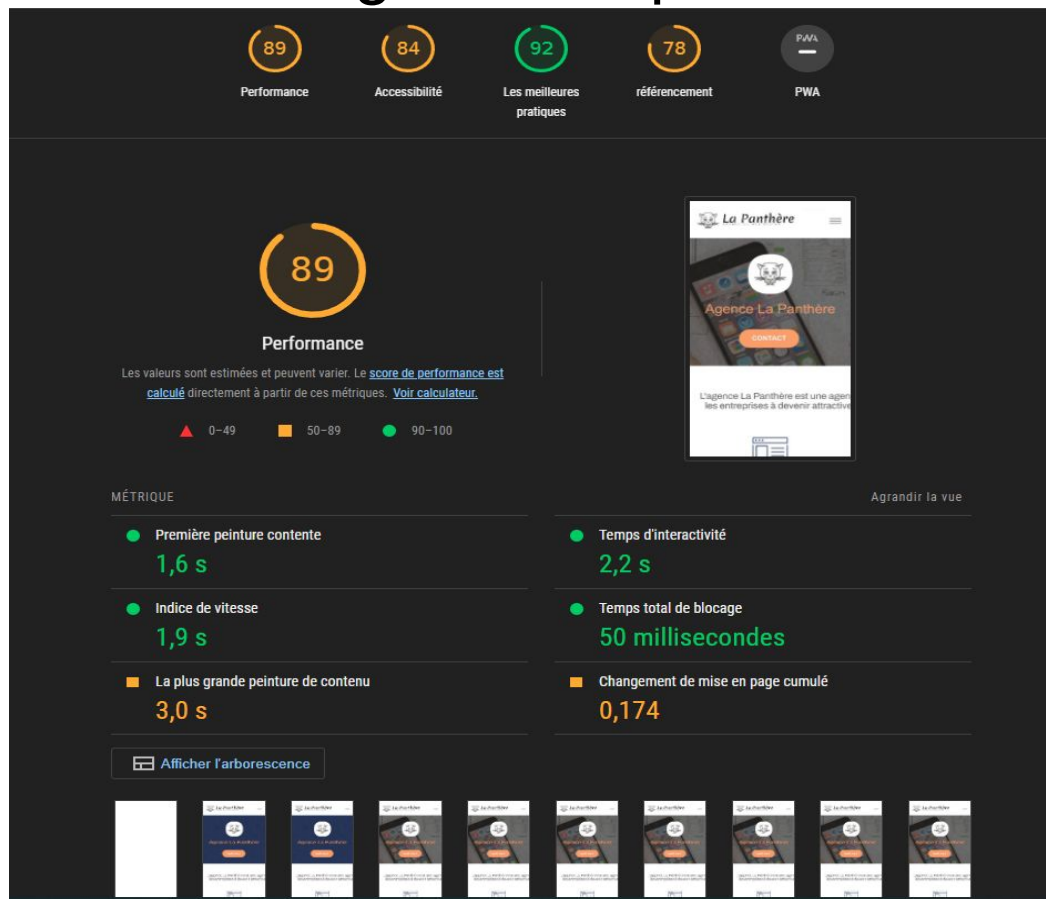 89
84
92
78
PWA
Performance
Accessibilité
Les meilleures
pratiques
référencement
PWA
89
Performance
Les valeurs sont estimées et peuvent varier. Le score de performance est
calculé directement à partir de ces métriques. Voir calculateur.
0–49
50–89
90–100
La Panthère
Agence La Panthère
CONTACT
L'agence La Panthère est une agen
les entreprises à devenir attractive
MÉTRIQUE
Agrandir la vue
Première peinture contente
1,6 s
Temps d'interactivité
2,2 s
Indice de vitesse
1,9 s
Temps total de blocage
50 millisecondes
La plus grande peinture de contenu
3,0 s
Changement de mise en page cumulé
0,174
Afficher l'arborescence